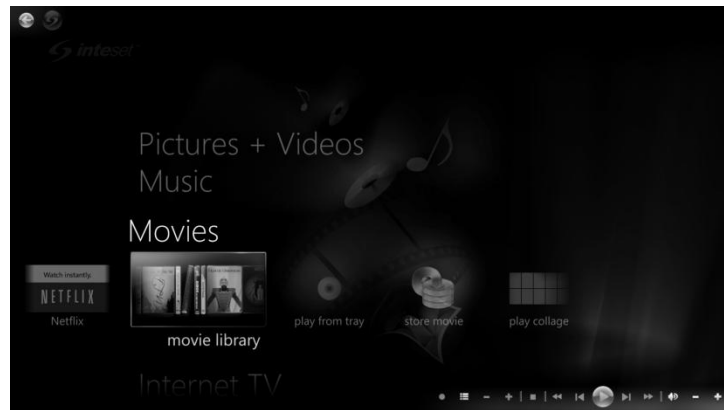 inteset
Pictures + Videos
Music
Movies
Watch instantly.
NETFLIX
Netflix
movie library
play from tray
store movie
play collage
Internet TV